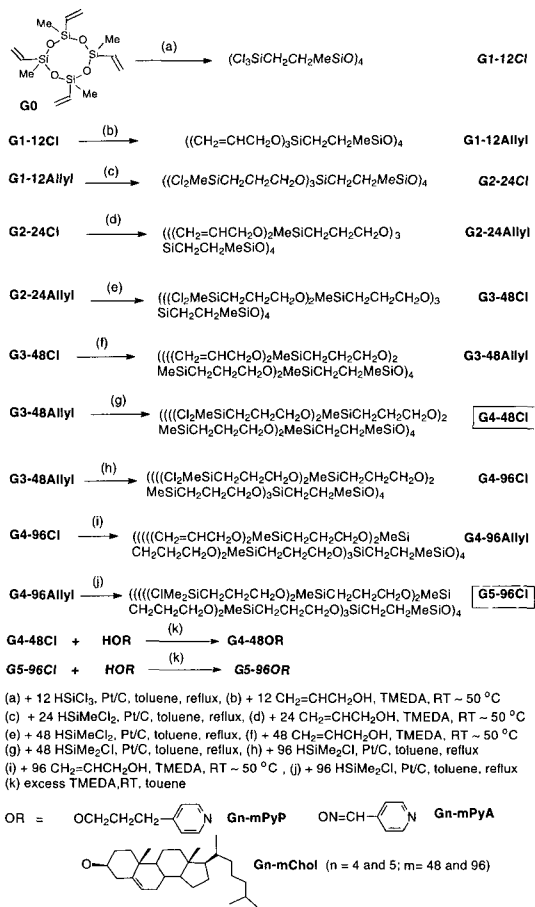 Me
Si
O
Si
Me
O
O
Me
Si
O
Si
Me
G0
(a)
(Cl₃SiCH₂CH₂MeSiO)₄
G1-12Cl
G1-12Cl (b) ((CH₂=CHCH₂O)₃SiCH₂CH₂MeSiO)₄ G1-12Allyl
G1-12Allyl (c) ((Cl₂MeSiCH₂CH₂CH₂O)₃SiCH₂CH₂MeSiO)₄ G2-24Cl
G2-24Cl (d) (((CH₂=CHCH₂O)₂MeSiCH₂CH₂CH₂O)₃ G2-24Allyl
SiCH₂CH₂MeSiO)₄
G2-24Allyl (e) (((Cl₂MeSiCH₂CH₂CH₂O)₂MeSiCH₂CH₂CH₂O)₃ G3-48Cl
SiCH₂CH₂MeSiO)₄
G3-48Cl (f) ((((CH₂=CHCH₂O)₂MeSiCH₂CH₂CH₂O)₂ G3-48Allyl
MeSiCH₂CH₂CH₂O)₂MeSiCH₂CH₂MeSiO)₄
G3-48Allyl (g) ((((Cl₂MeSiCH₂CH₂CH₂O)₂MeSiCH₂CH₂CH₂O)₂ G4-48Cl
MeSiCH₂CH₂CH₂O)₂MeSiCH₂CH₂MeSiO)₄
G3-48Allyl (h) ((((Cl₂MeSiCH₂CH₂CH₂O)₂MeSiCH₂CH₂CH₂O)₂ G4-96Cl
MeSiCH₂CH₂CH₂O)₃SiCH₂CH₂MeSiO)₄
G4-96Cl (i) (((((CH₂=CHCH₂O)₂MeSiCH₂CH₂CH₂O)₂MeSi G4-96Allyl
CH₂CH₂CH₂O)₂MeSiCH₂CH₂CH₂O)₃SiCH₂CH₂MeSiO)₄
G4-96Allyl (j) (((((ClMe₂SiCH₂CH₂CH₂O)₂MeSiCH₂CH₂CH₂O)₂MeSi G5-96Cl
CH₂CH₂CH₂O)₂MeSiCH₂CH₂CH₂O)₃SiCH₂CH₂MeSiO)₄
G4-48Cl + HOR (k) G4-48OR
G5-96Cl + HOR (k) G5-96OR
(a) + 12 HSiCl₃, Pt/C, toluene, reflux, (b) + 12 CH₂=CHCH₂OH, TMEDA, RT ~ 50 °C
(c) + 24 HSiMeCl₂, Pt/C, toluene, reflux, (d) + 24 CH₂=CHCH₂OH, TMEDA, RT ~ 50 °C
(e) + 48 HSiMeCl₂, Pt/C, toluene, reflux, (f) + 48 CH₂=CHCH₂OH, TMEDA, RT ~ 50 °C
(g) + 48 HSiMe₂Cl, Pt/C, toluene, reflux, (h) + 96 HSiMe₂Cl, Pt/C, toluene, reflux
(i) + 96 CH₂=CHCH₂OH, TMEDA, RT ~ 50 °C , (j) + 96 HSiMe₂Cl, Pt/C, toluene, reflux
(k) excess TMEDA,RT, touene
OR = OCH₂CH₂CH₂ N Gn-mPyP ON=CH N Gn-mPyA
O Gn-mChol (n = 4 and 5; m= 48 and 96)